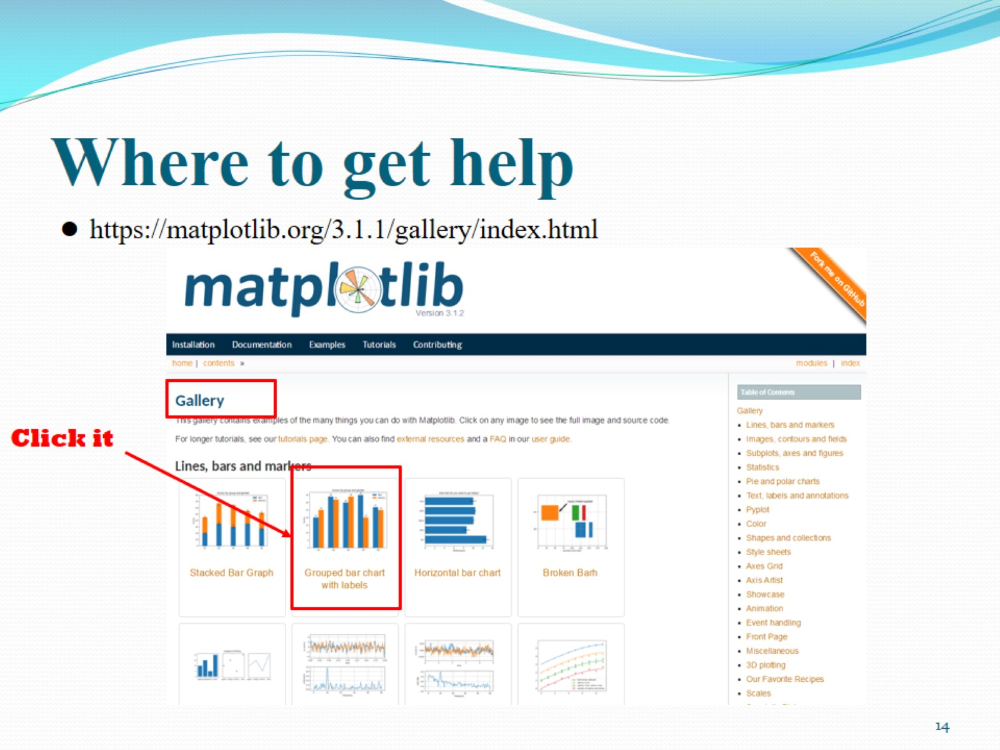 Where to get help
● https://matplotlib.org/3.1.1/gallery/index.html
Fork me on GitHub
matplotlib
Version 3.1.2
Installation Documentation Examples Tutorials Contributing
home | contents » modules | index
Gallery
This gallery contains examples of the many things you can do with Matplotlib. Click on any image to see the full image and source code.
For longer tutorials, see our tutorials page. You can also find external resources and a FAQ in our user guide.
Click it
Lines, bars and markers
Stacked Bar Graph
Grouped bar chart
with labels
Horizontal bar chart
Broken Barh
Table of Contents
Gallery
Lines, bars and markers
Images, contours and fields
Subplots, axes and figures
Statistics
Pie and polar charts
Text, labels and annotations
Pyplot
Color
Shapes and collections
Style sheets
Axes Grid
Axis Artist
Showcase
Animation
Event handling
Front Page
Miscellaneous
3D plotting
Our Favorite Recipes
Scales
14